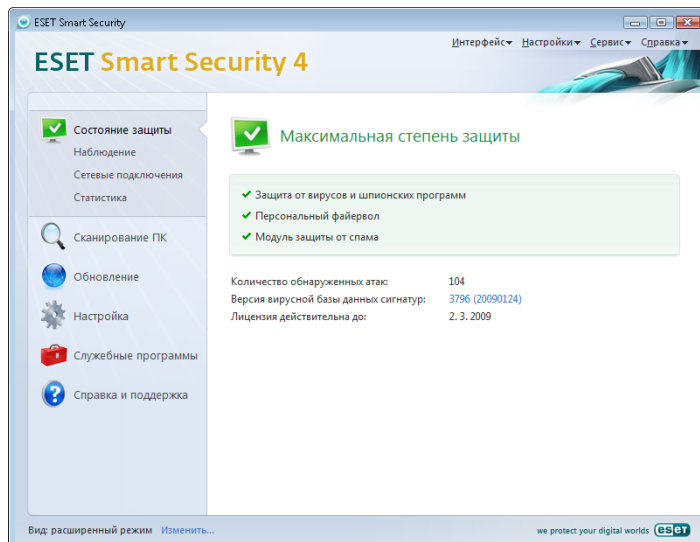 ESET Smart Security
Интерфейс Настройки Сервис Справка
ESET Smart Security 4
Состояние защиты
Наблюдение
Сетевые подключения
Статистика
Сканирование ПК
Обновление
Настройка
Служебные программы
Справка и поддержка
Максимальная степень защиты
Защита от вирусов и шпионских программ
Персональный файервол
Модуль защиты от спама
Количество обнаруженных атак: 104
Версия вирусной базы данных сигнатур: 3796 (20090124)
Лицензия действительна до: 2. 3. 2009
Вид: расширенный режим Изменить...
we protect your digital worlds eseT